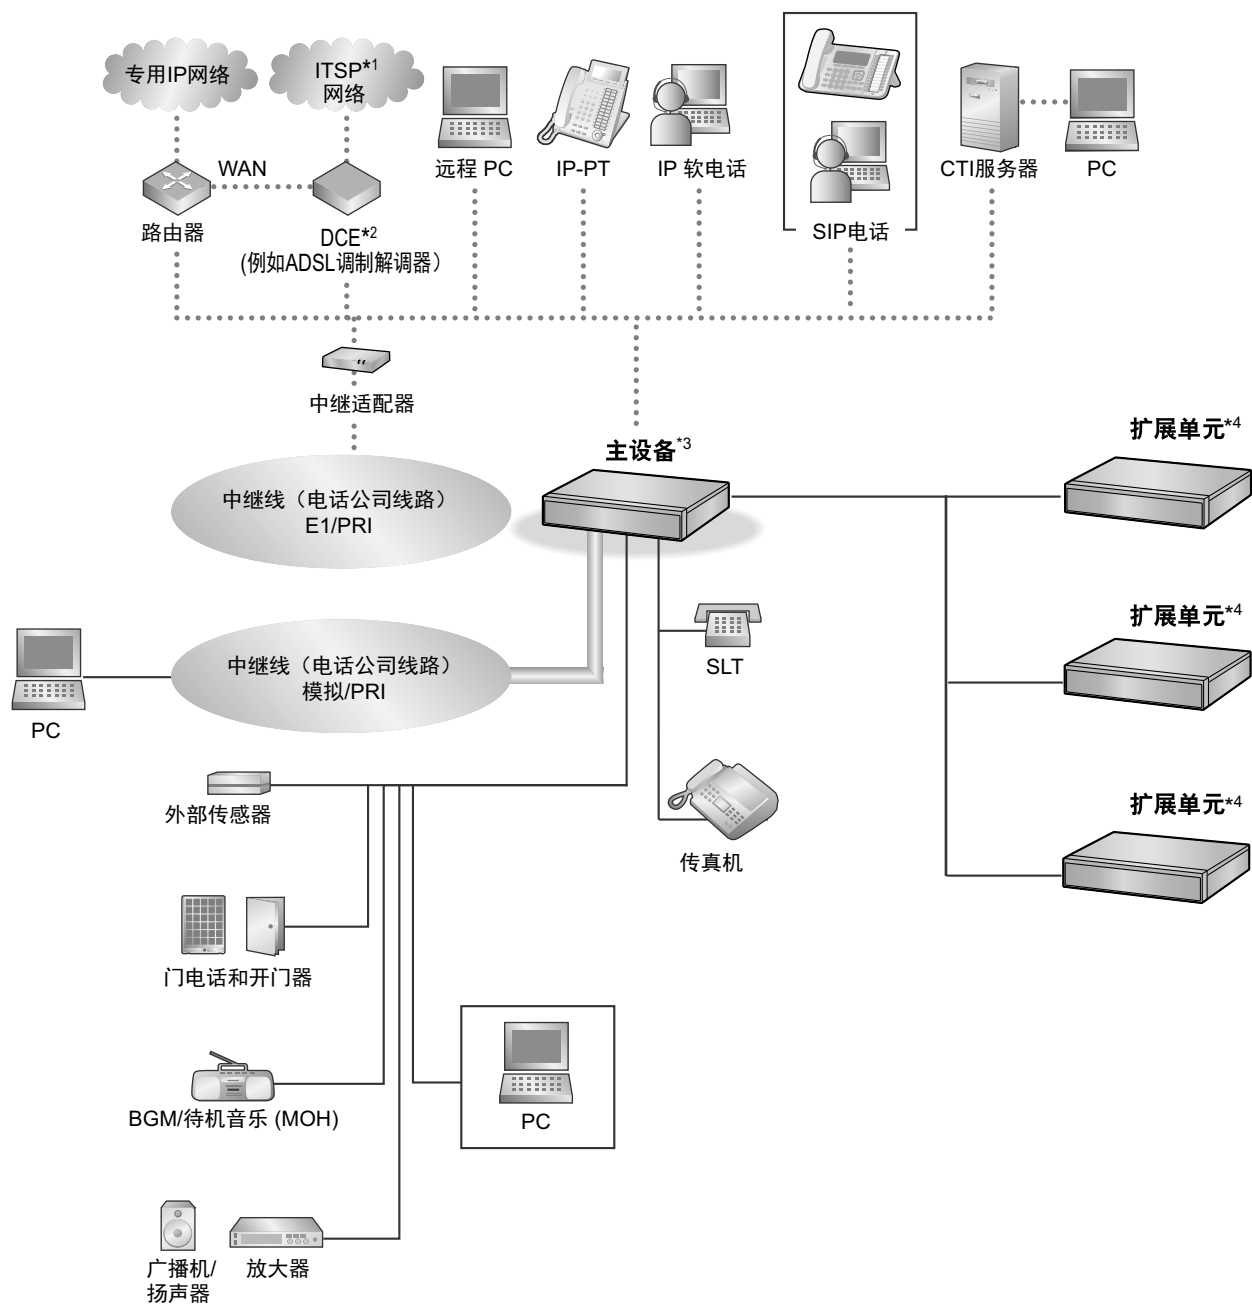 专用IP网络
ITSP*1
网络
远程 PC
IP-PT
IP 软电话
SIP电话
CTI服务器
PC
WAN
路由器
DCE*2
(例如ADSL调制解调器）
中继适配器
主设备*3
扩展单元*4
中继线（电话公司线路）
E1/PRI
扩展单元*4
中继线（电话公司线路）
模拟/PRI
SLT
PC
外部传感器
扩展单元*4
传真机
门电话和开门器
BGM/待机音乐 (MOH)
PC
广播机/
扬声器
放大器